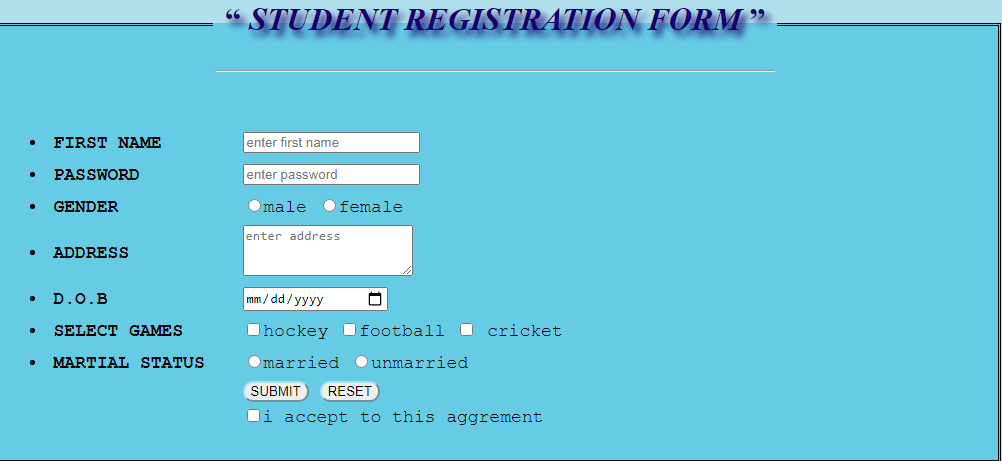 “ STUDENT REGISTRATION FORM ”
• FIRST NAME enter first name
• PASSWORD enter password
• GENDER male female
• ADDRESS enter address
• D.O.B mm/dd/yyyy
• SELECT GAMES hockey football cricket
• MARTIAL STATUS married unmarried
SUBMIT RESET
i accept to this aggrement